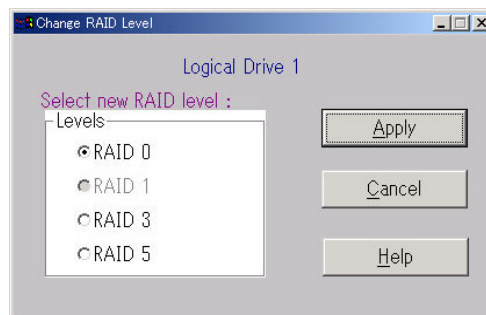 Change RAID Level
Logical Drive 1
Select new RAID level :
Levels
RAID 0
RAID 1
RAID 3
RAID 5
Apply
Cancel
Help